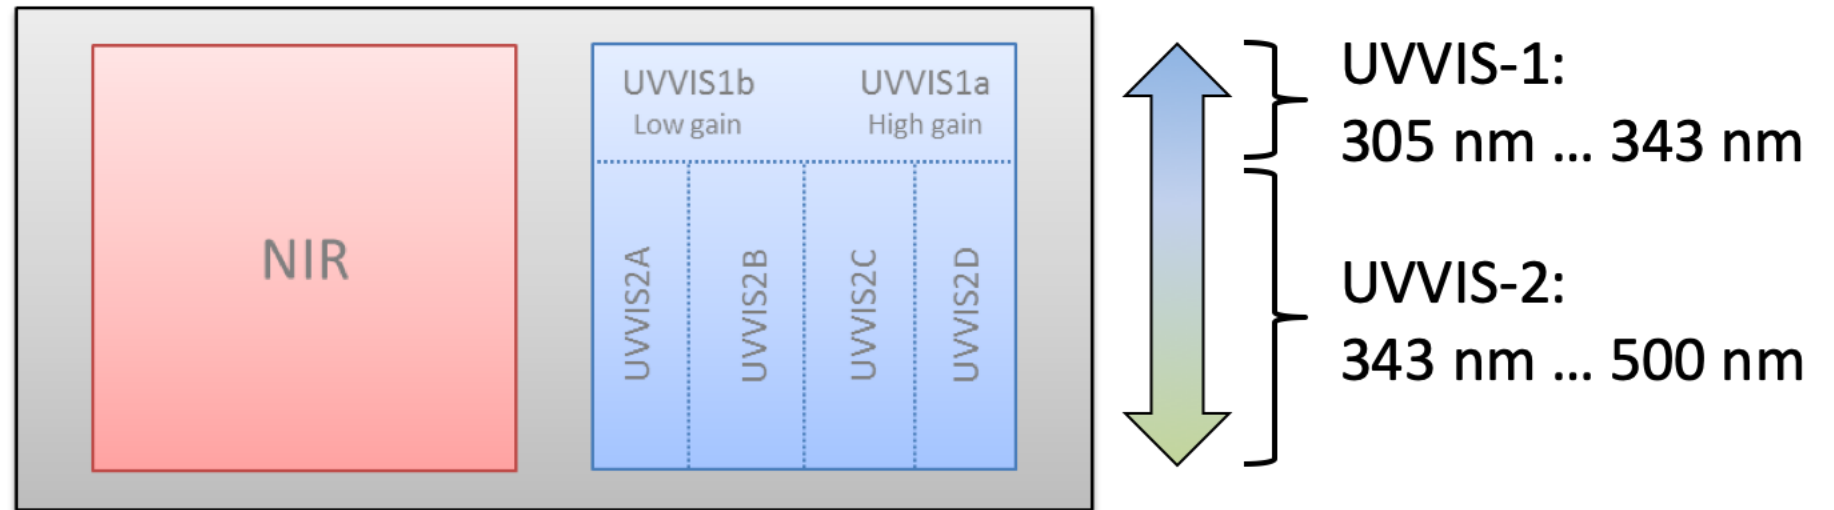 NIR
UVVIS1b
Low gain
UVVIS1a
High gain
UVVIS2A
UVVIS2B
UVVIS2C
UVVIS2D
UVVIS-1:
305 nm ... 343 nm
UVVIS-2:
343 nm ... 500 nm